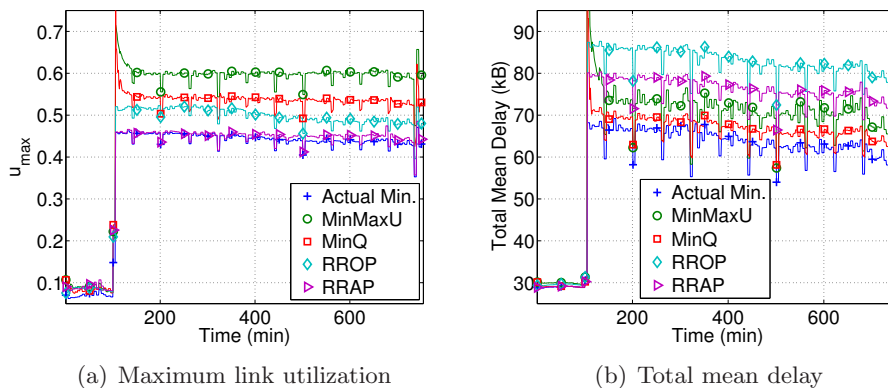 u_max
0.7
0.6
0.5
0.4
0.3
0.2
0.1
200
400
600
Time (min)
Actual Min.
MinMaxU
MinQ
RROP
RRAP
(a) Maximum link utilization
Total Mean Delay (kB)
90
80
70
60
50
40
30
200
400
600
Time (min)
Actual Min.
MinMaxU
MinQ
RROP
RRAP
(b) Total mean delay